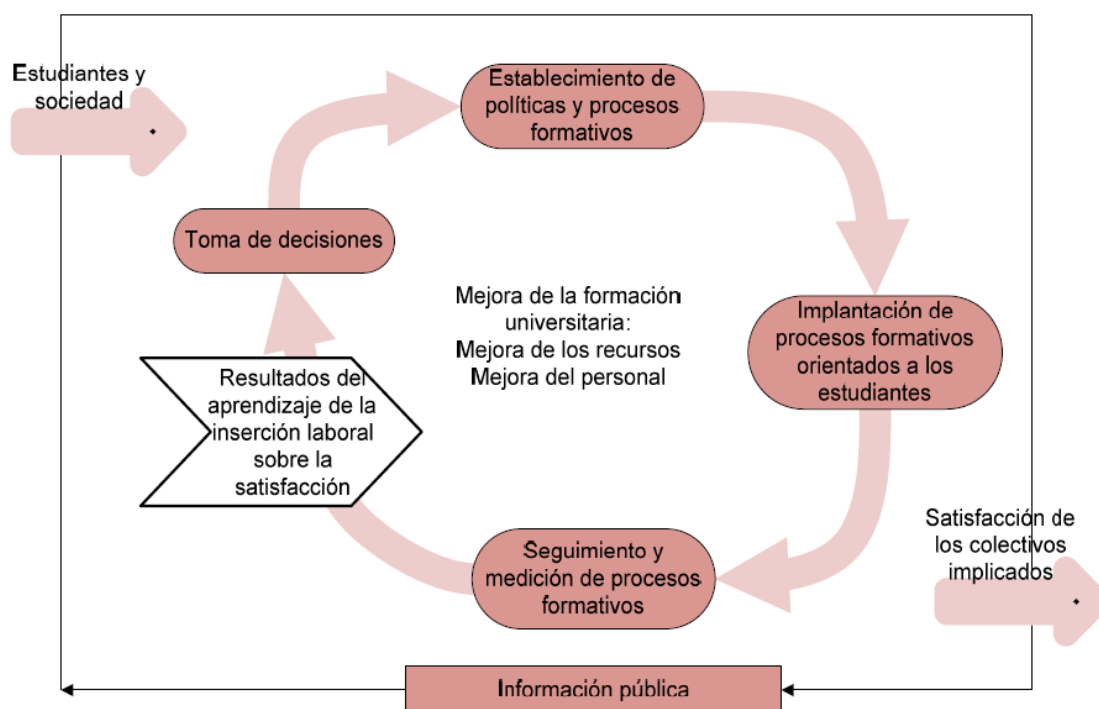 Estudiantes y
sociedad
Establecimiento de
políticas y procesos
formativos
Toma de decisiones
Mejora de la formación
universitaria:
Mejora de los recursos
Mejora del personal
Implantación de
procesos formativos
orientados a los
estudiantes
Resultados del
aprendizaje de la
inserción laboral
sobre la
satisfacción
Seguimiento y
medición de procesos
formativos
Satisfacción de
los colectivos
implicados
Información pública